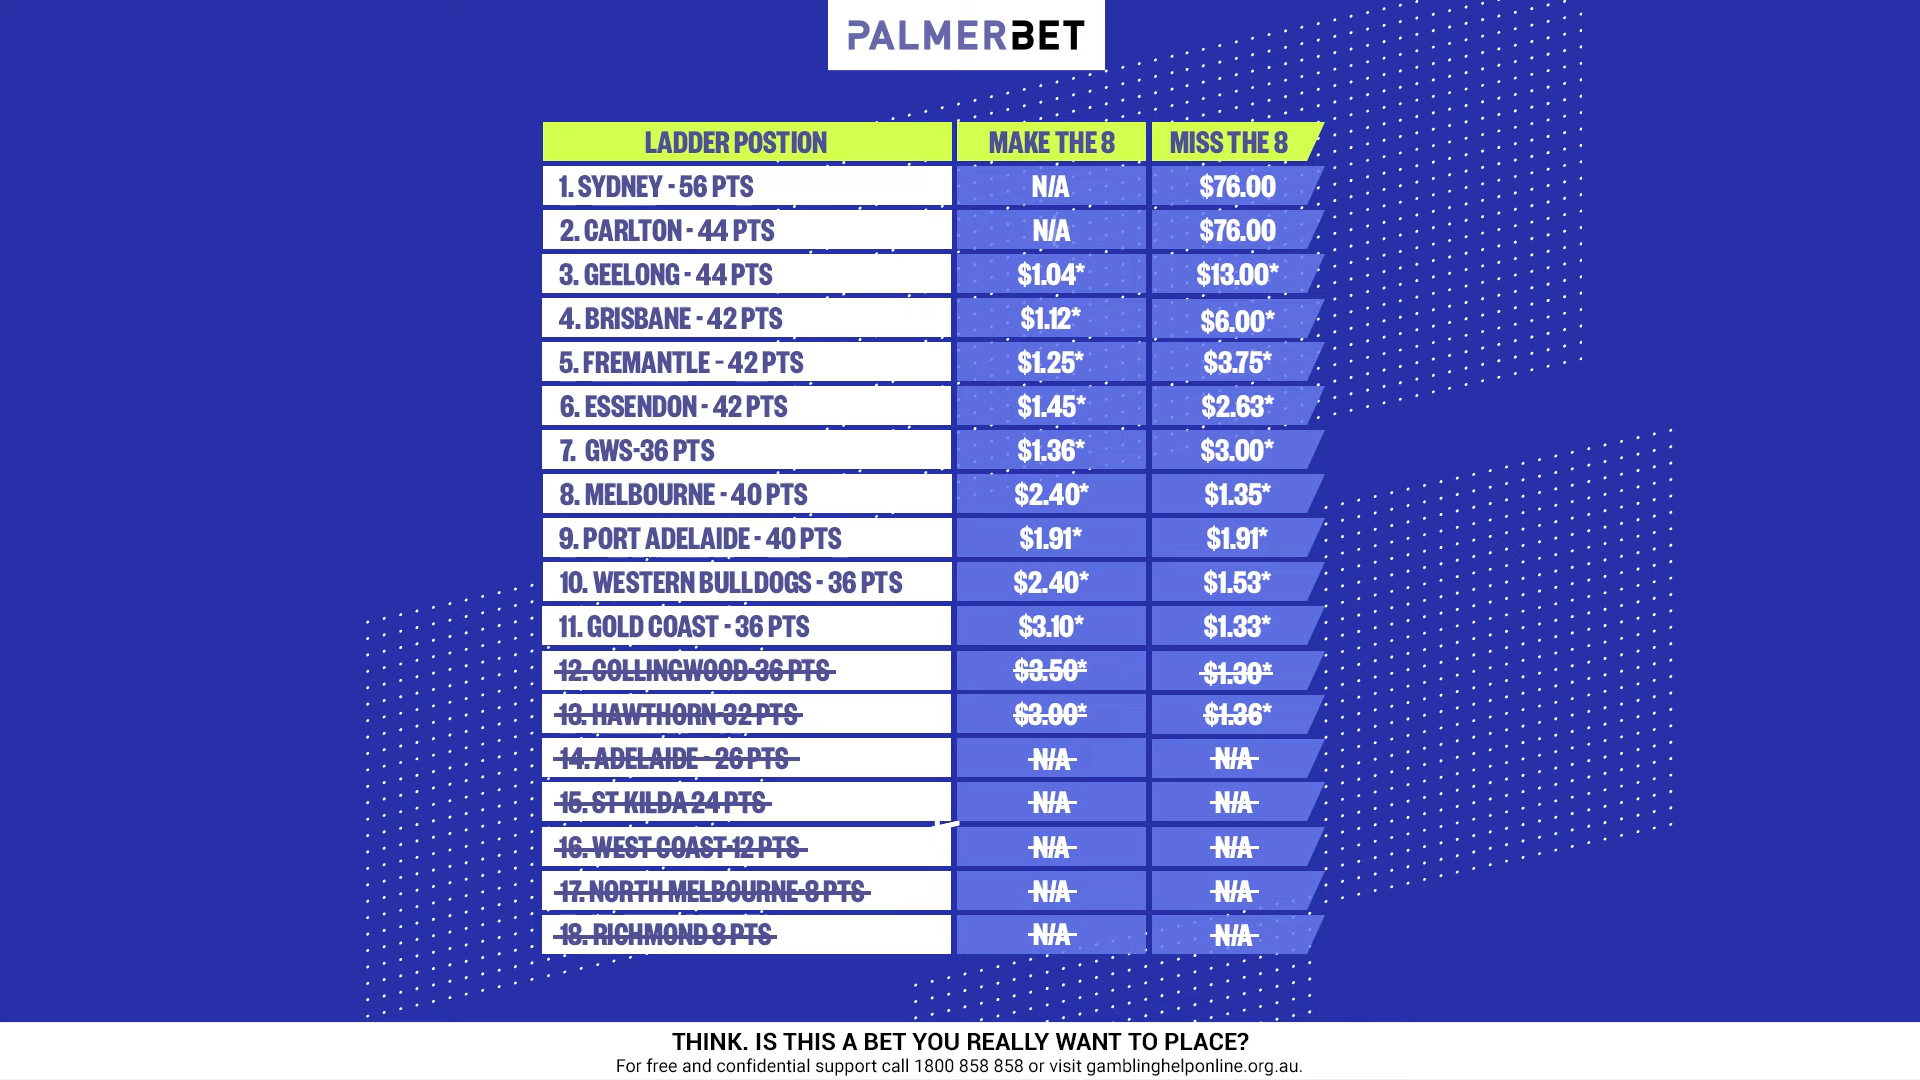 PALMERBET
LADDER POSTION MAKE THE 8 MISS THE 8
1. SYDNEY - 56 PTS N/A $76.00
2. CARLTON - 44 PTS N/A $76.00
3. GEELONG - 44 PTS $1.04* $13.00*
4. BRISBANE - 42 PTS $1.12* $6.00*
5. FREMANTLE - 42 PTS $1.25* $3.75*
6. ESSENDON - 42 PTS $1.45* $2.63*
7. GWS-36 PTS $1.36* $3.00*
8. MELBOURNE - 40 PTS $2.40* $1.35*
9. PORT ADELAIDE - 40 PTS $1.91* $1.91*
10. WESTERN BULLDOGS - 36 PTS $2.40* $1.53*
11. GOLD COAST - 36 PTS $3.10* $1.33*
12. COLLINGWOOD-36 PTS $3.50* $1.30*
13. HAWTHORN-32 PTS $3.00* $1.36*
14. ADELAIDE - 26 PTS N/A N/A
15. ST KILDA 24 PTS N/A N/A
16. WEST COAST-12 PTS N/A N/A
17. NORTH MELBOURNE-8 PTS N/A N/A
18. RICHMOND 8 PTS N/A N/A
THINK. IS THIS A BET YOU REALLY WANT TO PLACE?
For free and confidential support call 1800 858 858 or visit gamblinghelponline.org.au.